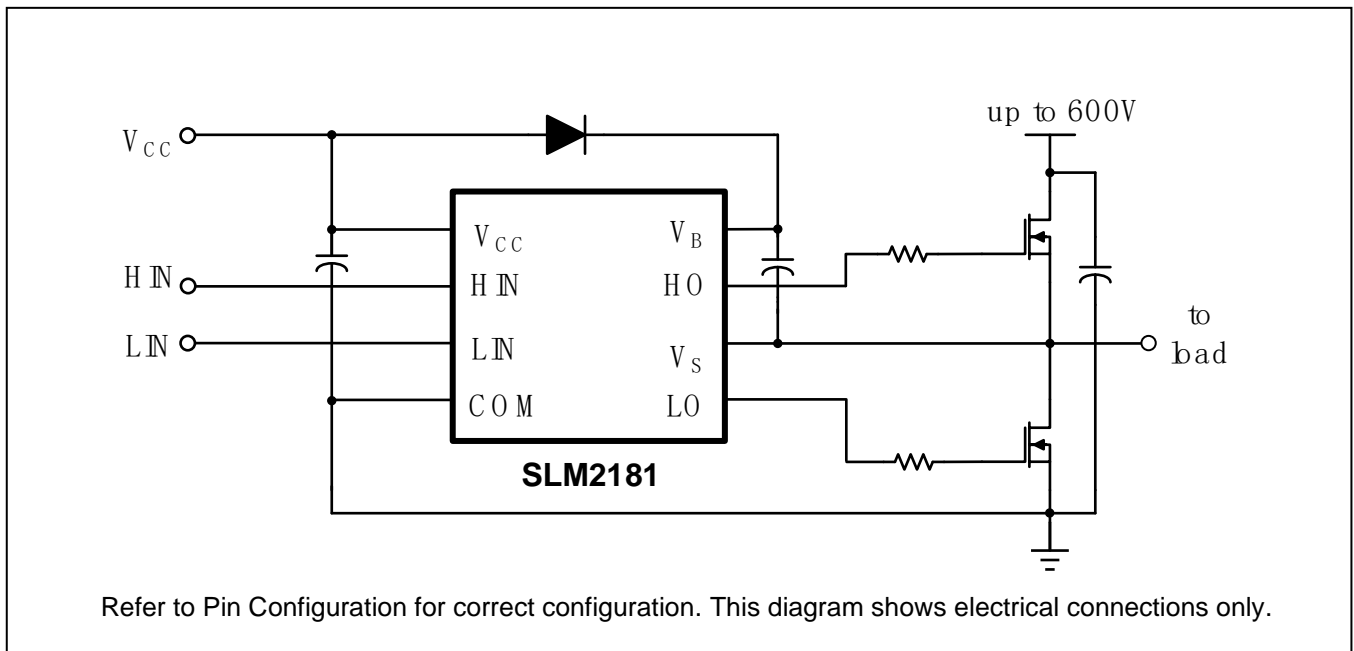 up to 600V
VCC
VCC
VB
HIN
HIN
HO
to
load
LIN
LIN
VS
COM
LO
SLM2181
Refer to Pin Configuration for correct configuration. This diagram shows electrical connections only.